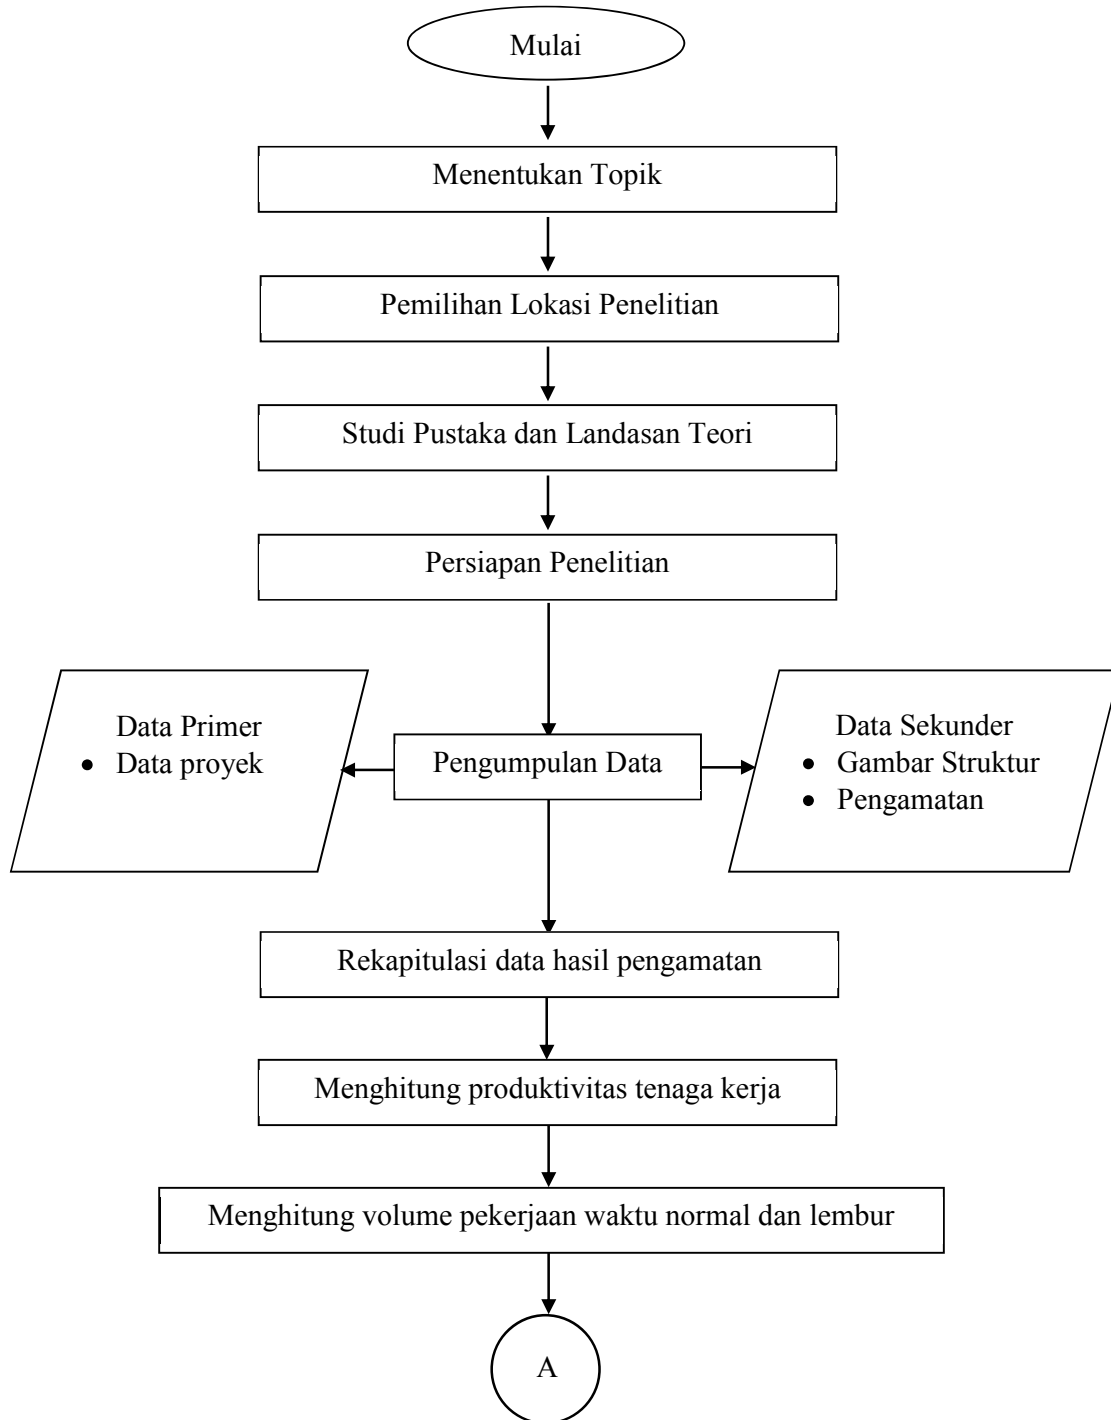 Mulai
Menentukan Topik
Pemilihan Lokasi Penelitian
Studi Pustaka dan Landasan Teori
Persiapan Penelitian
Data Primer
• Data proyek
Pengumpulan Data
Data Sekunder
• Gambar Struktur
• Pengamatan
Rekapitulasi data hasil pengamatan
Menghitung produktivitas tenaga kerja
Menghitung volume pekerjaan waktu normal dan lembur
A